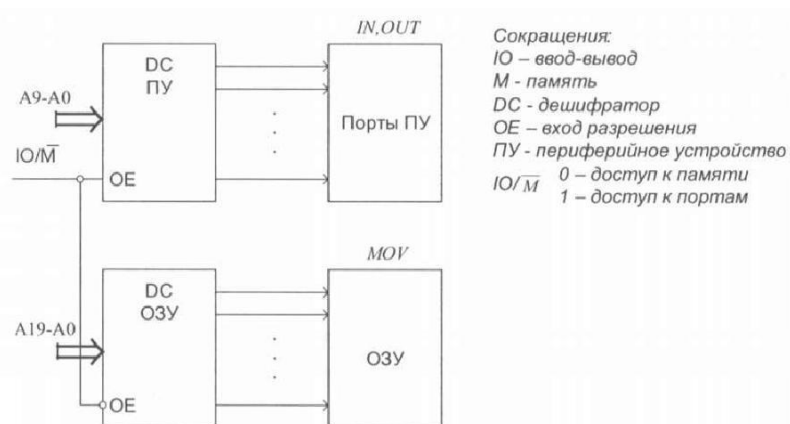 IN,OUT
DC
ПУ
A9-A0
IO/M̅
OE
Порты ПУ
MOV
DC
ОЗУ
A19-A0
OE
ОЗУ
Сокращения:
IO – ввод-вывод
М - память
DC - дешифратор
OE – вход разрешения
ПУ - периферийное устройство
IO/M̅ 0 – доступ к памяти
1 – доступ к портам